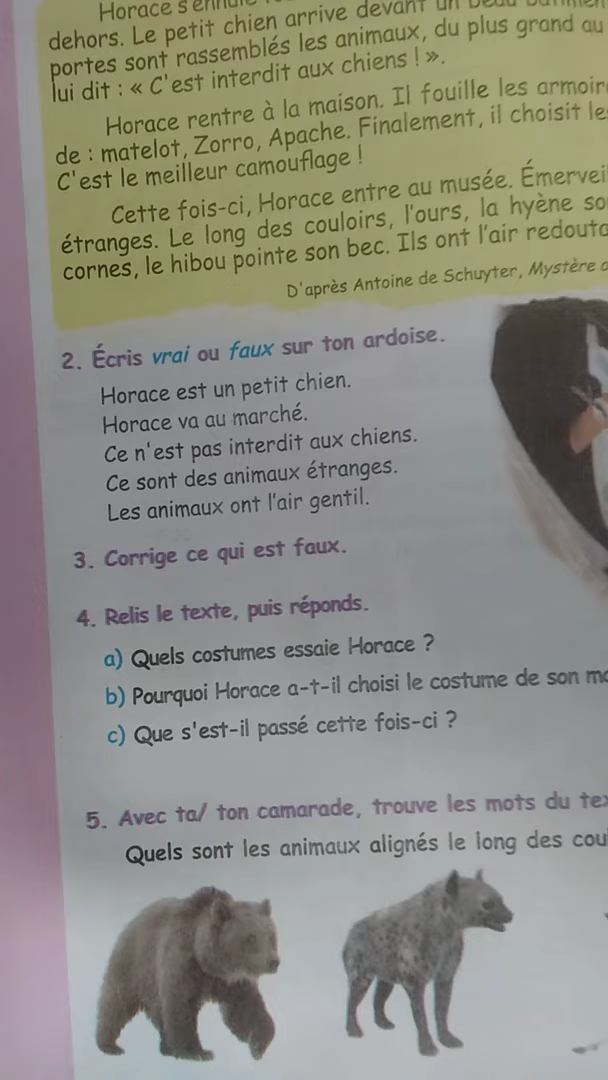 Horace s'ennuie
dehors. Le petit chien arrive devant un beau
portes sont rassemblés les animaux, du plus grand au
lui dit : « C'est interdit aux chiens ! ».
Horace rentre à la maison. Il fouille les
de : matelot, Zorro, Apache. Finalement, il choisit
C'est le meilleur camouflage !
Cette fois-ci, Horace entre au musée.
étranges. Le long des couloirs, l'ours, la hyène
cornes, le hibou pointe son bec. Ils ont l'air
D'après Antoine de Schuyter, Mystère
2. Écris vrai ou faux sur ton ardoise.
Horace est un petit chien.
Horace va au marché.
Ce n'est pas interdit aux chiens.
Ce sont des animaux étranges.
Les animaux ont l'air gentil.
3. Corrige ce qui est faux.
4. Relis le texte, puis réponds.
a) Quels costumes essaie Horace ?
b) Pourquoi Horace a-t-il choisi le costume de son
c) Que s'est-il passé cette fois-ci ?
5. Avec ta/ ton camarade, trouve les mots du
Quels sont les animaux alignés le long des